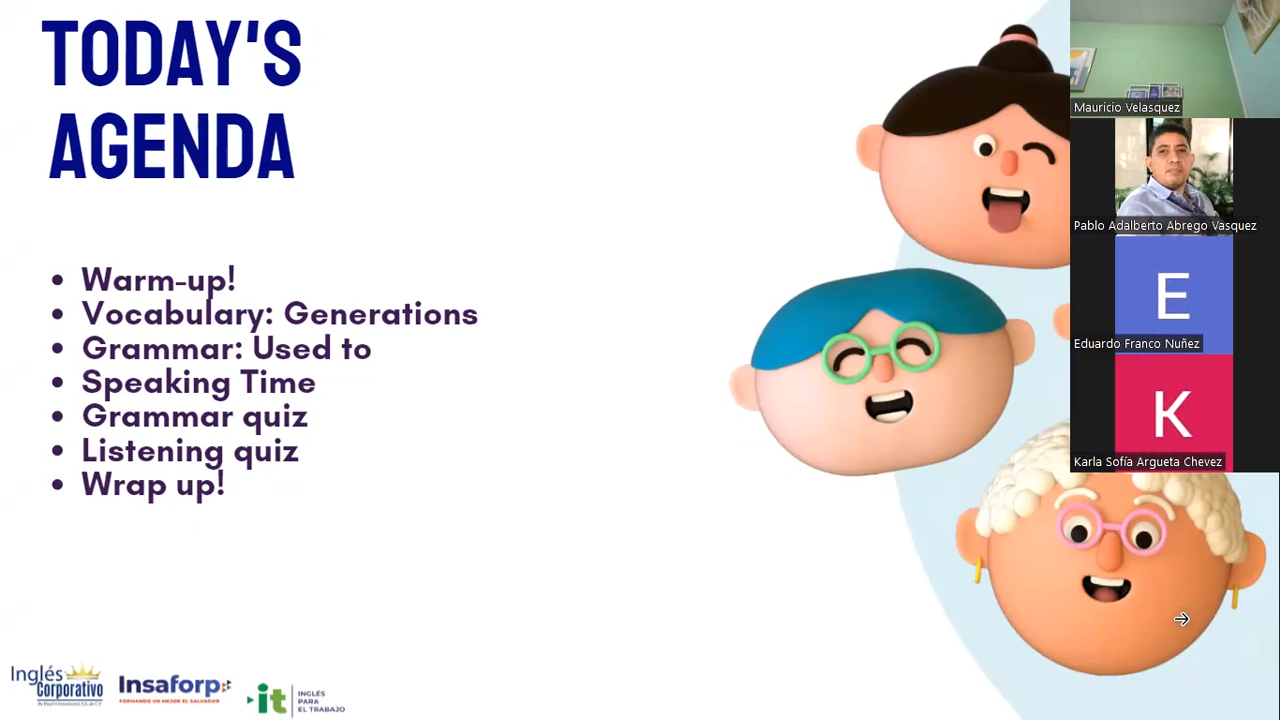 TODAY'S
AGENDA
• Warm-up!
• Vocabulary: Generations
• Grammar: Used to
• Speaking Time
• Grammar quiz
• Listening quiz
• Wrap up!
Mauricio Velasquez
Pablo Adalberto Abrego Vasquez
E
Eduardo Franco Nuñez
K
Karla Sofía Argueta Chevez
Inglés
Corporativo
Insaforp
FORMANDO UN MEJOR EL SALVADOR
it
INGLÉS
PARA
EL TRABAJO